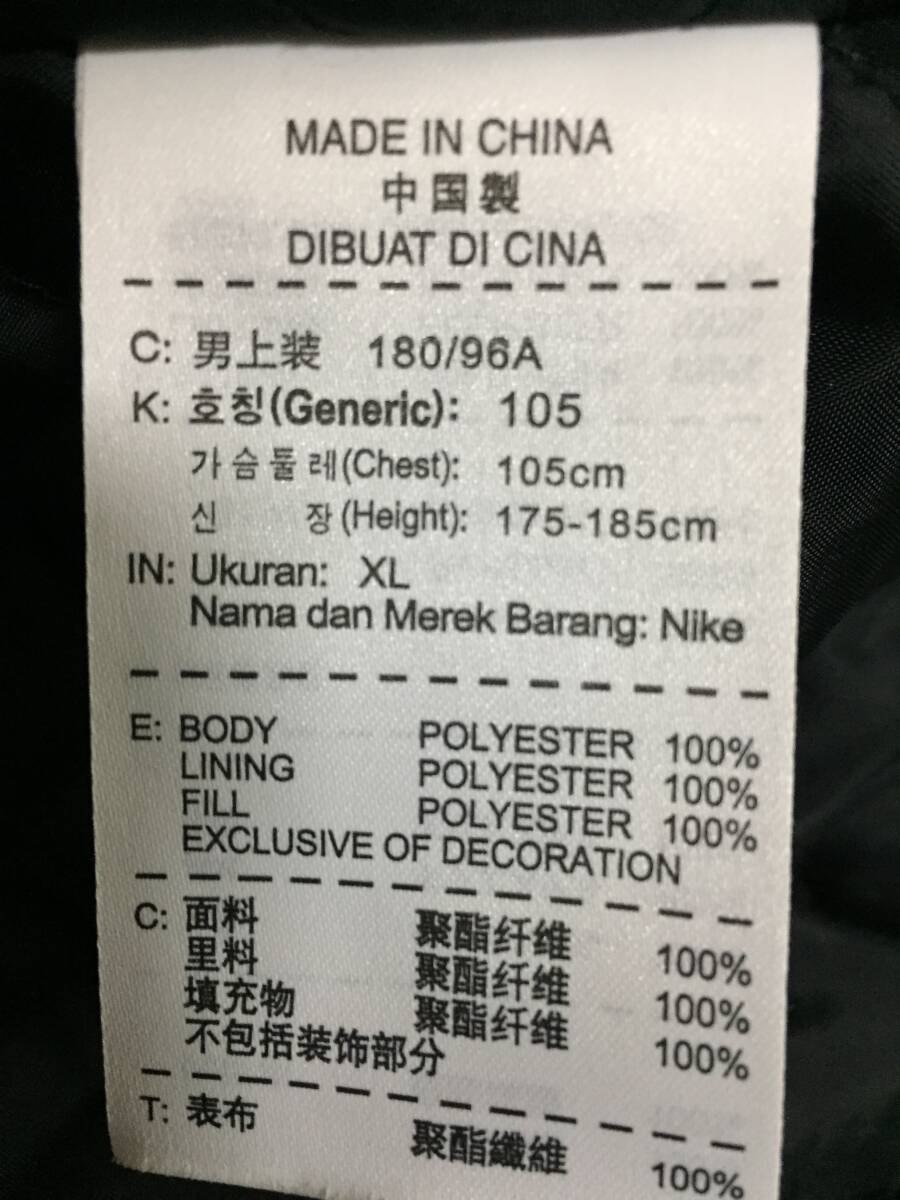 MADE IN CHINA
中国製
DIBUAT DI CINA
C: 男上装 180/96A
K: 호칭(Generic): 105
가슴둘레(Chest): 105cm
신 장(Height): 175-185cm
IN: Ukuran: XL
Nama dan Merek Barang: Nike
E: BODY POLYESTER 100%
LINING POLYESTER 100%
FILL POLYESTER 100%
EXCLUSIVE OF DECORATION
C: 面料 聚酯纤维 100%
里料 聚酯纤维 100%
填充物 聚酯纤维 100%
不包括装饰部分
T: 表布 聚酯纖維 100%